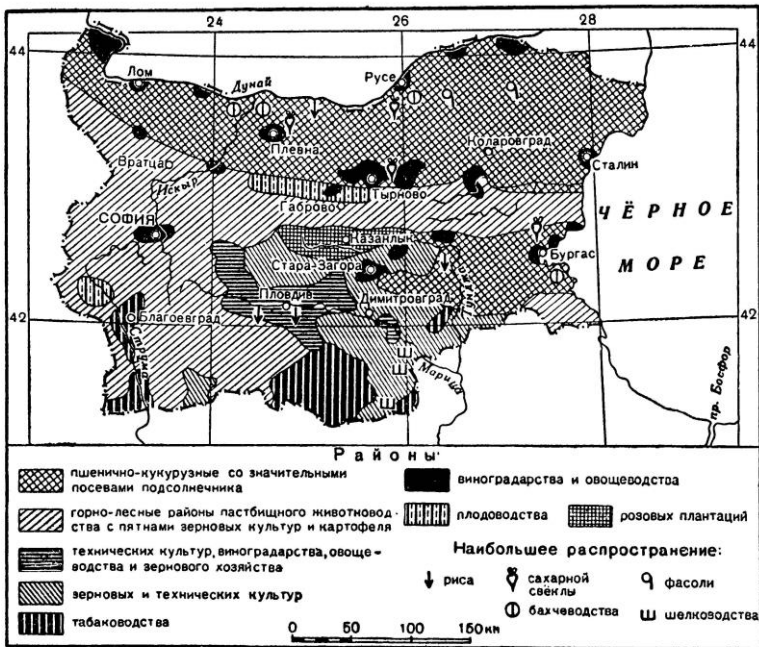 24
26
28
44
44
Лом
Дунай
Русе
Плевна
Коларовград
Сталин
Вратца
Искыр
Тырново
Габрово
СОФИЯ
Казанлык
ЧЁРНОЕ
МОРЕ
Бургас
Стара-Загора
Тунджа
Пловдив
Димитровград
42
42
Благоевград
Струма
Марица
пр. Босфор
Районы:
пшенично-кукурузные со значительными
посевами подсолнечника
горно-лесные районы пастбищного животновод-
ства с пятнами зерновых культур и картофеля
технических культур, виноградарства, овоще-
водства и зернового хозяйства
зерновых и технических культур
табаководства
виноградарства и овощеводства
плодоводства
розовых плантаций
Наибольшее распространение:
риса
сахарной
свёклы
фасоли
бахчеводства
шелководства
0 50 100 150 км